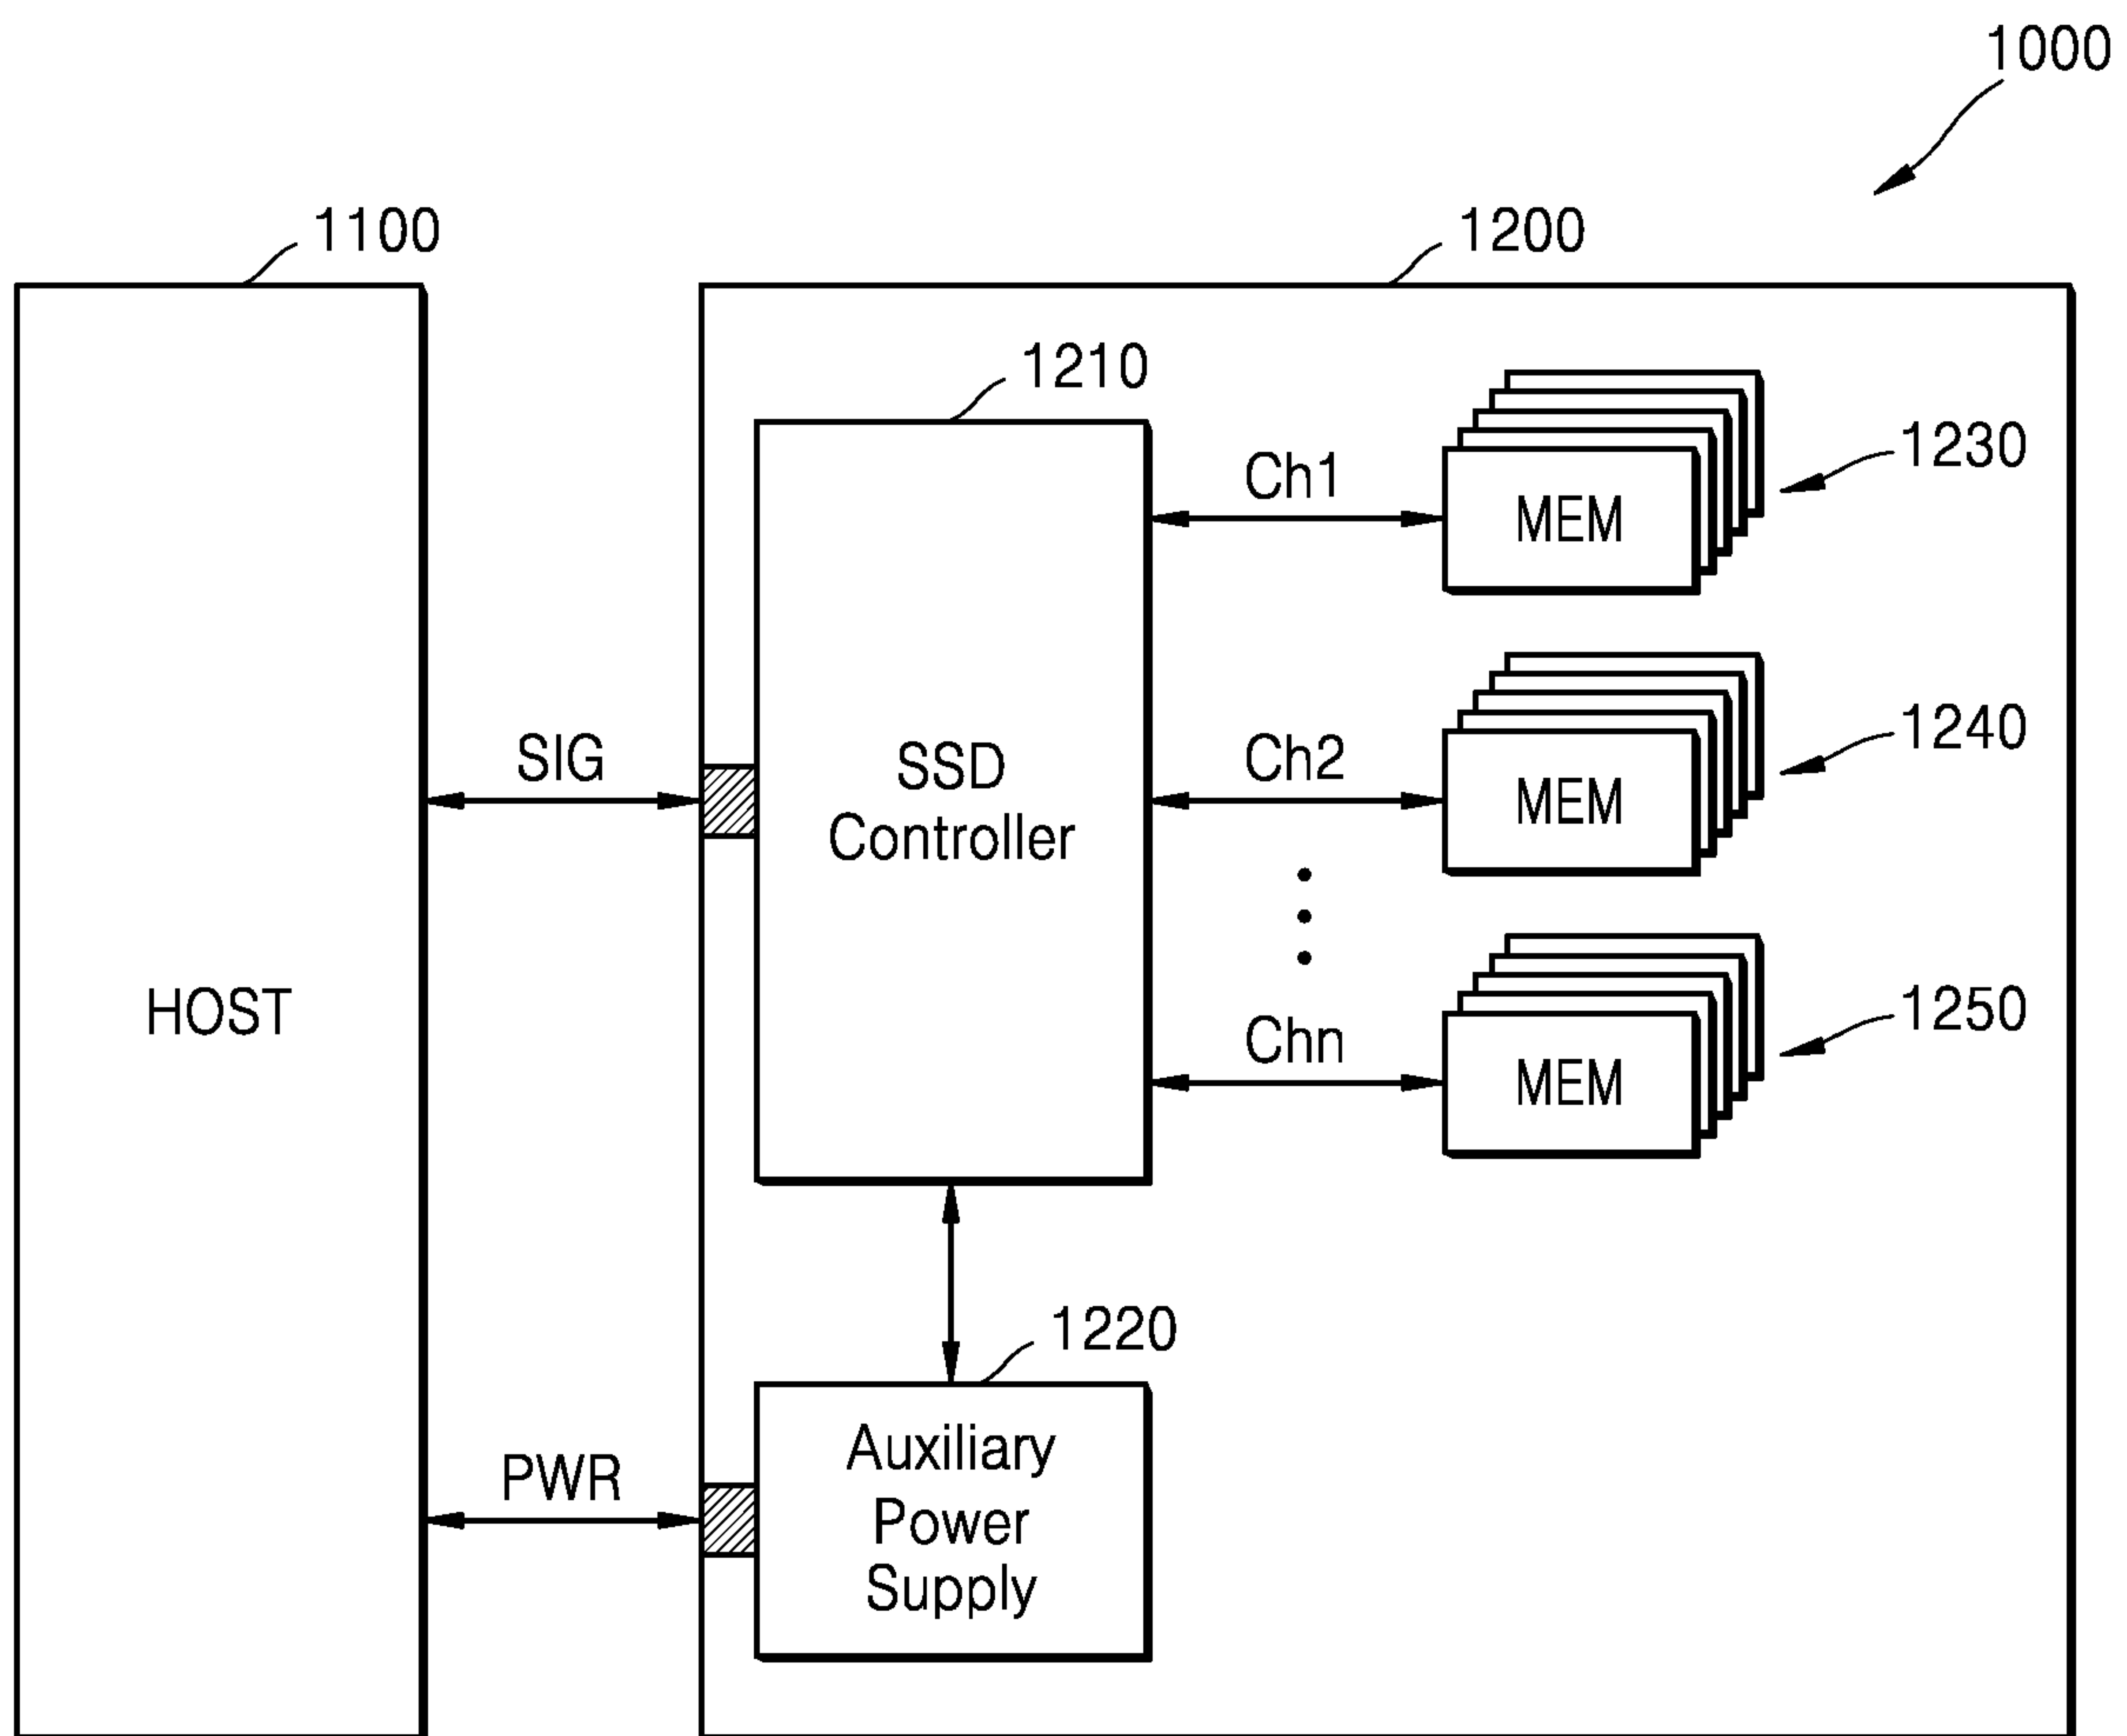 1000
1100
1200
1210
1230
Ch1
MEM
SIG
SSD
Controller
Ch2
MEM
1240
HOST
Chn
MEM
1250
1220
PWR
Auxiliary
Power
Supply